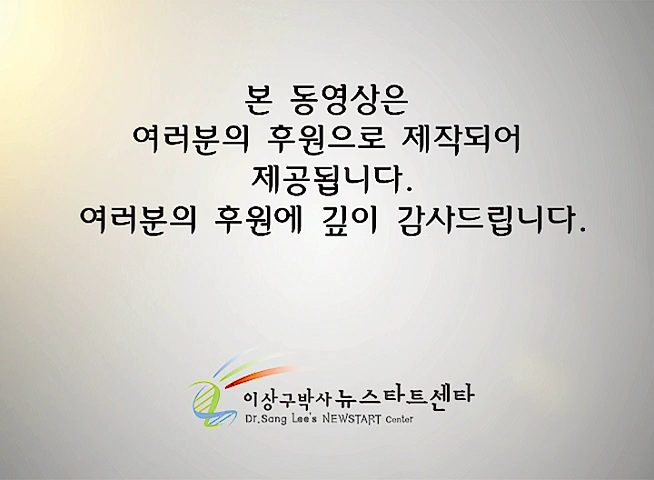 본 동영상은
여러분의 후원으로 제작되어
제공됩니다.
여러분의 후원에 깊이 감사드립니다.
이상구박사 뉴스타트센타
Dr.Sang Lee's NEWSTART Center